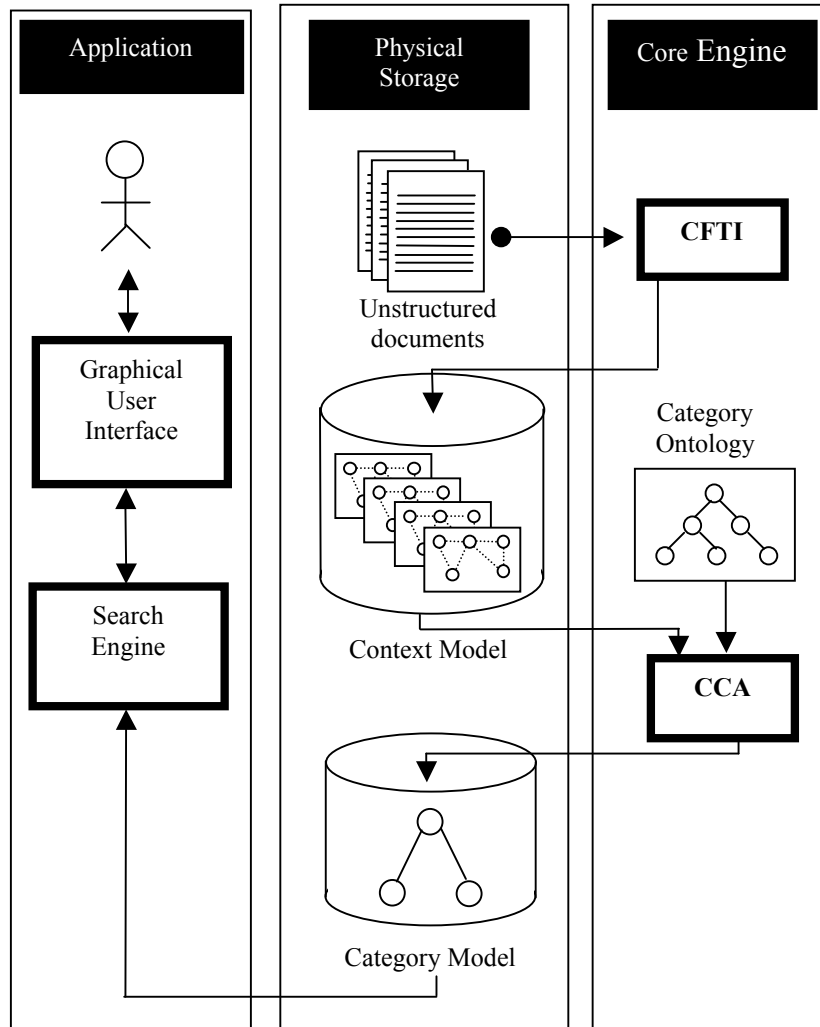 Application
Physical
Storage
Core Engine
CFTI
Unstructured
documents
Graphical
User
Interface
Category
Ontology
Search
Engine
Context Model
CCA
Category Model